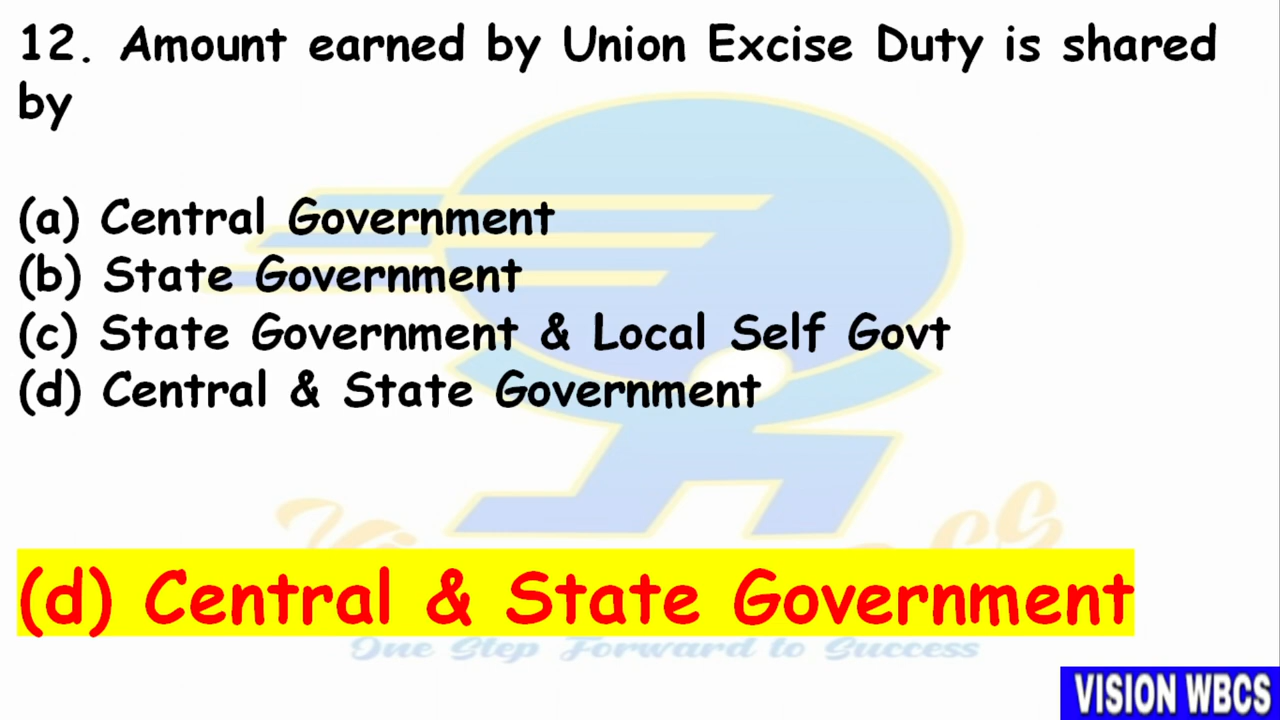 12. Amount earned by Union Excise Duty is shared
by
(a) Central Government
(b) State Government
(c) State Government & Local Self Govt
(d) Central & State Government
(d) Central & State Government
One Step Forward to Success
VISION WBCS